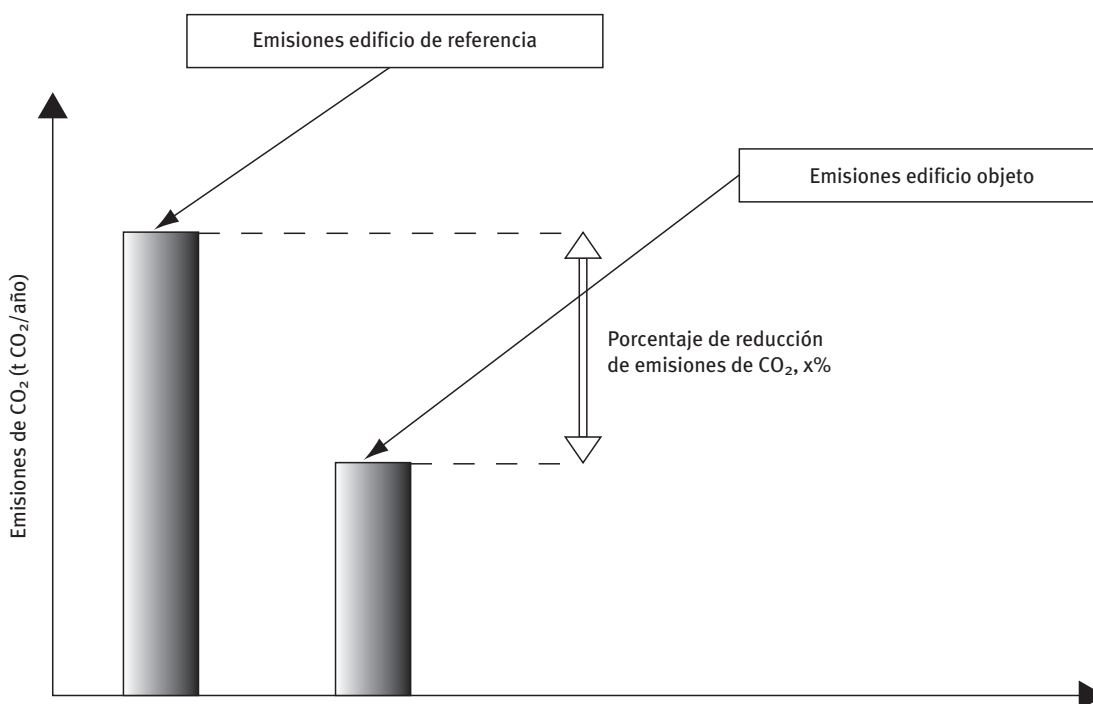 Emisiones edificio de referencia
Emisiones edificio objeto
Emisiones de CO₂ (t CO₂/año)
Porcentaje de reducción
de emisiones de CO₂, x%